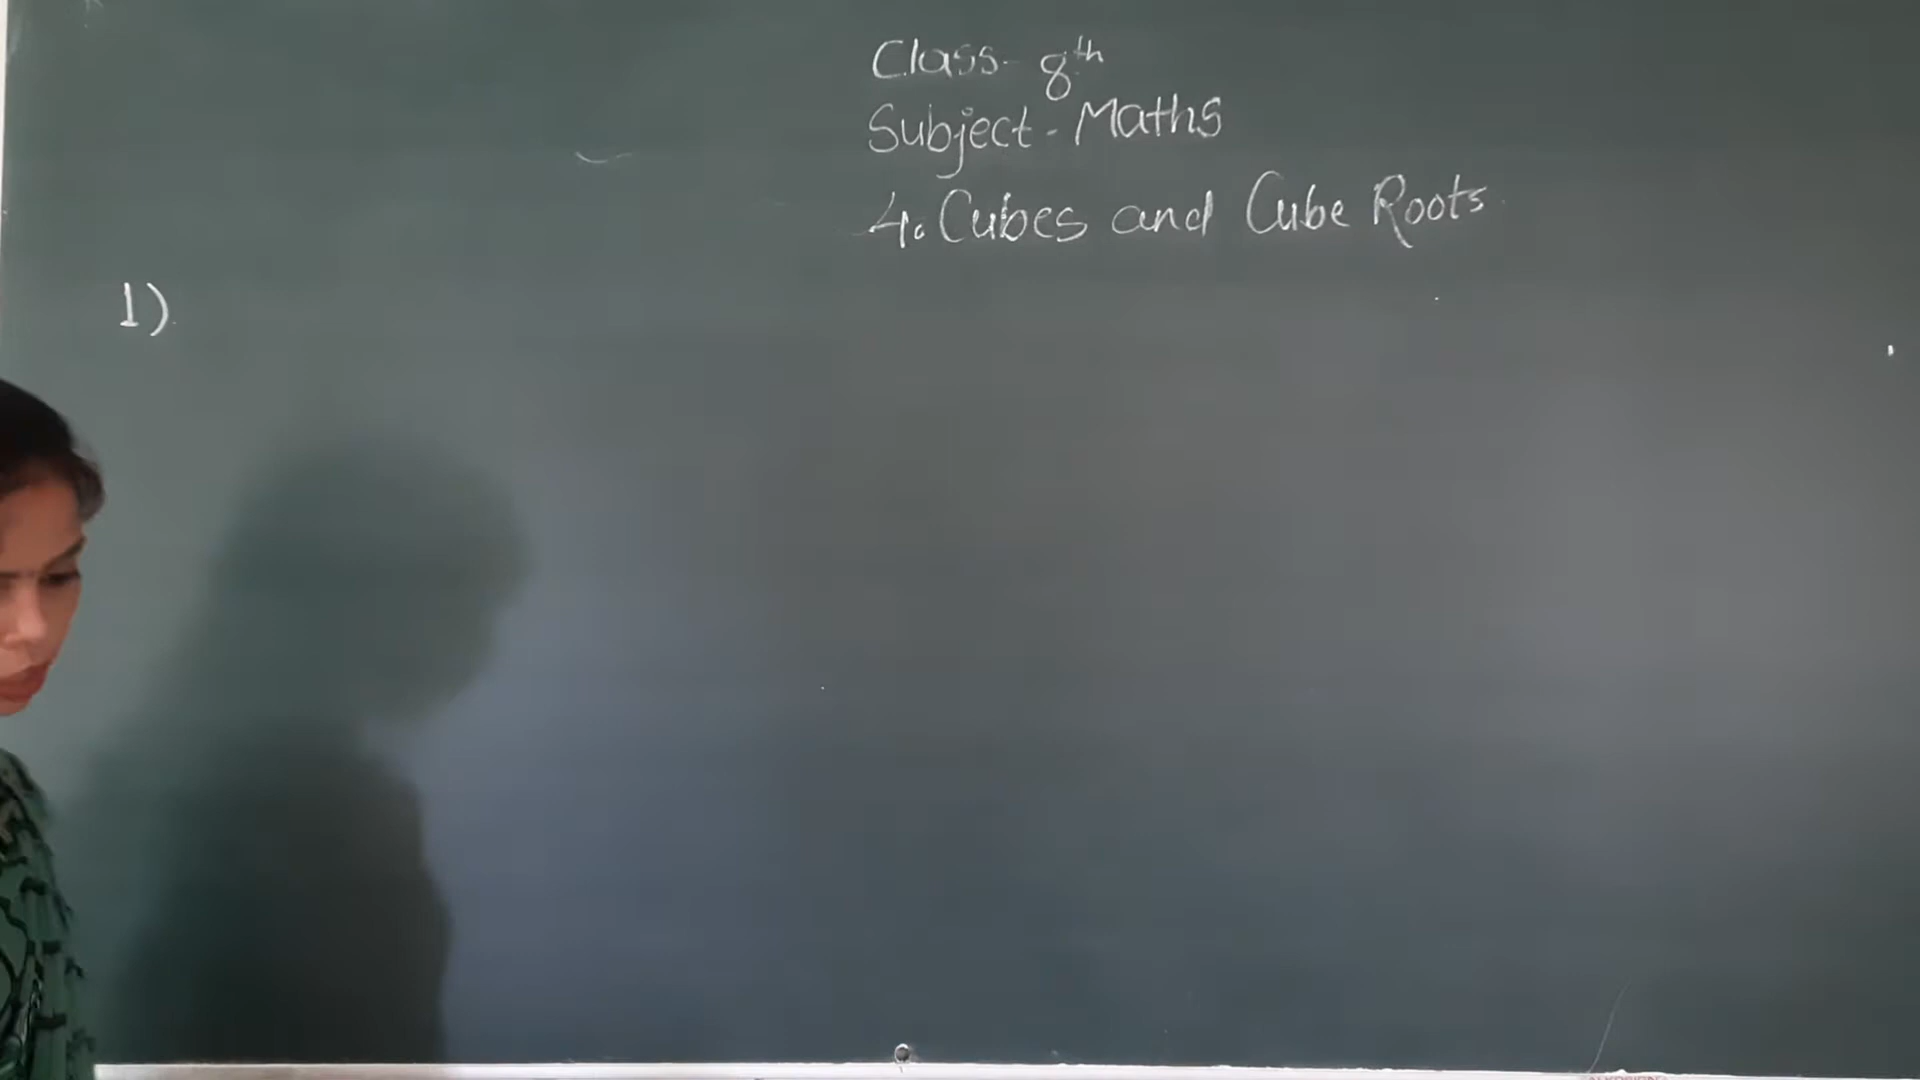 Class- 8th
Subject - Maths
4. Cubes and Cube Roots
1)